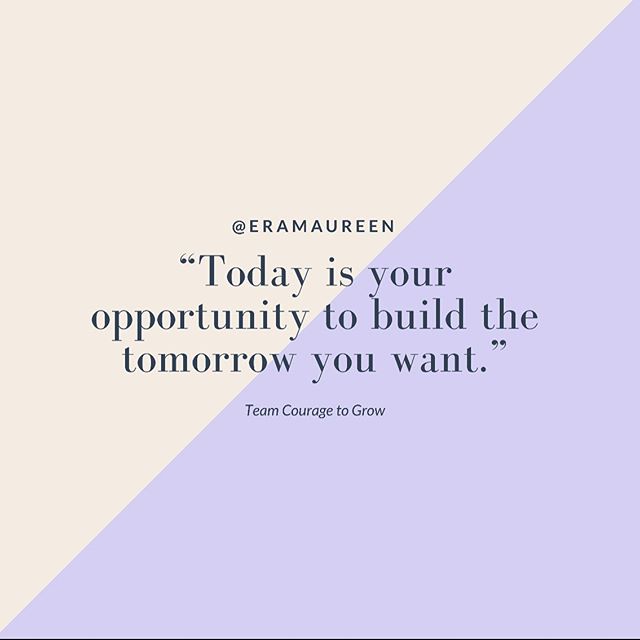 @ERAMAUREEN
“Today is your
opportunity to build the
tomorrow you want.”
Team Courage to Grow